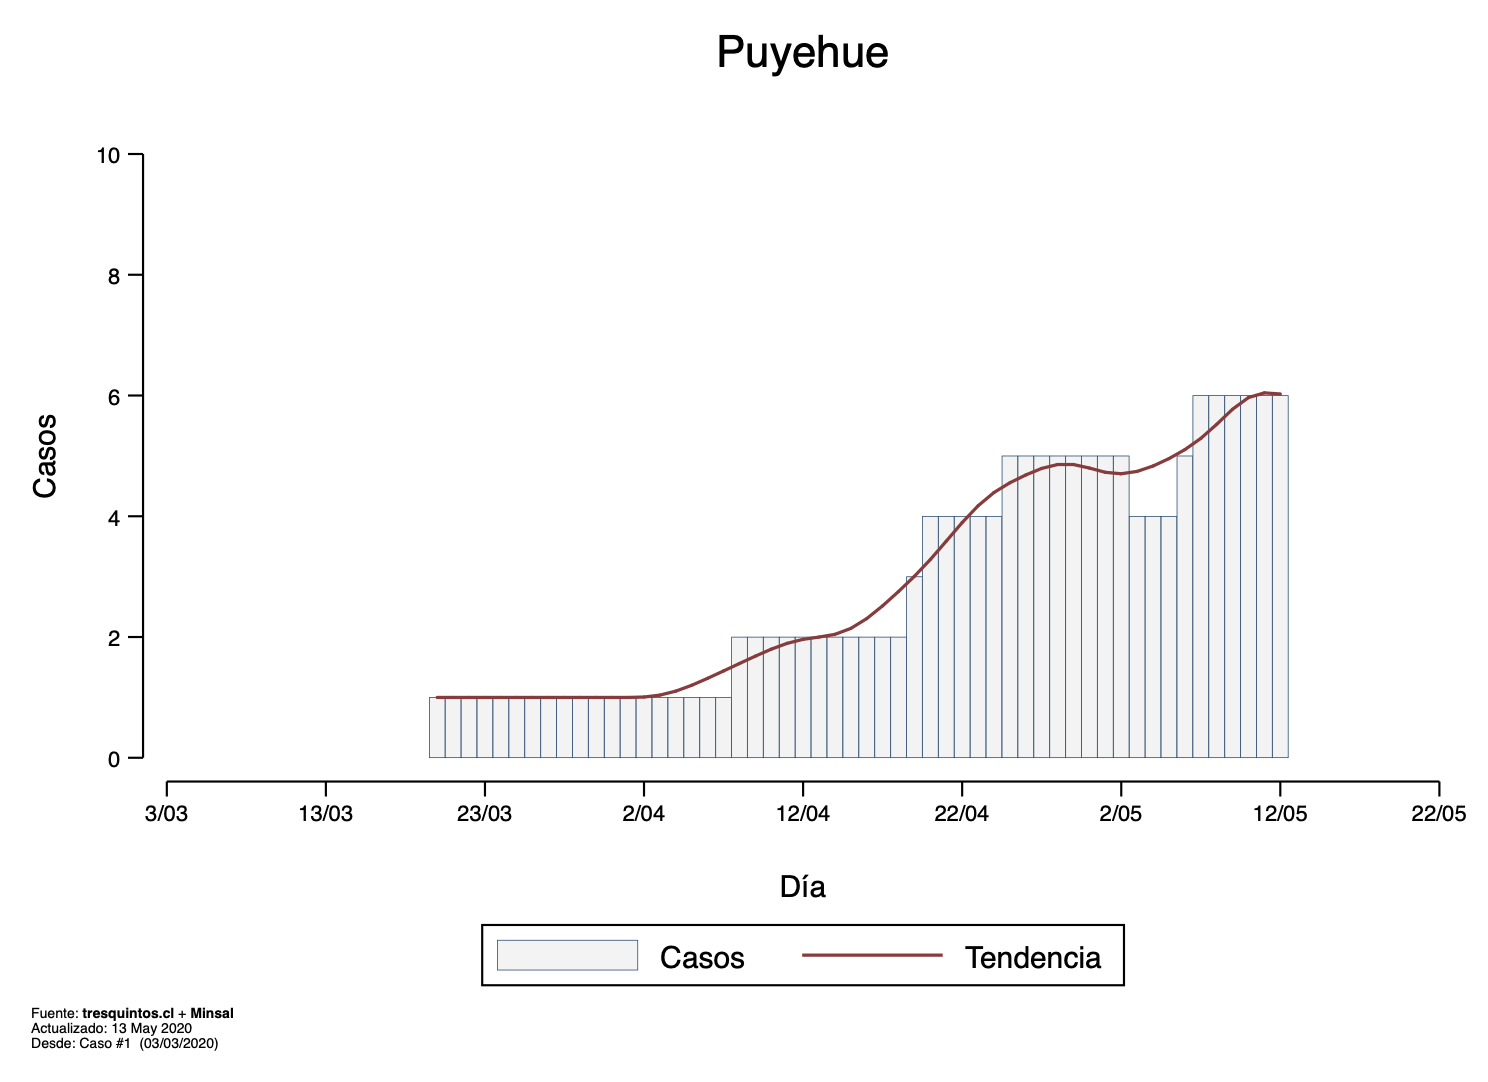 Puyehue
10
8
6
4
2
0
Casos
3/03 13/03 23/03 2/04 12/04 22/04 2/05 12/05 22/05
Día
Casos Tendencia
Fuente: tresquintos.cl + Minsal
Actualizado: 13 May 2020
Desde: Caso #1 (03/03/2020)